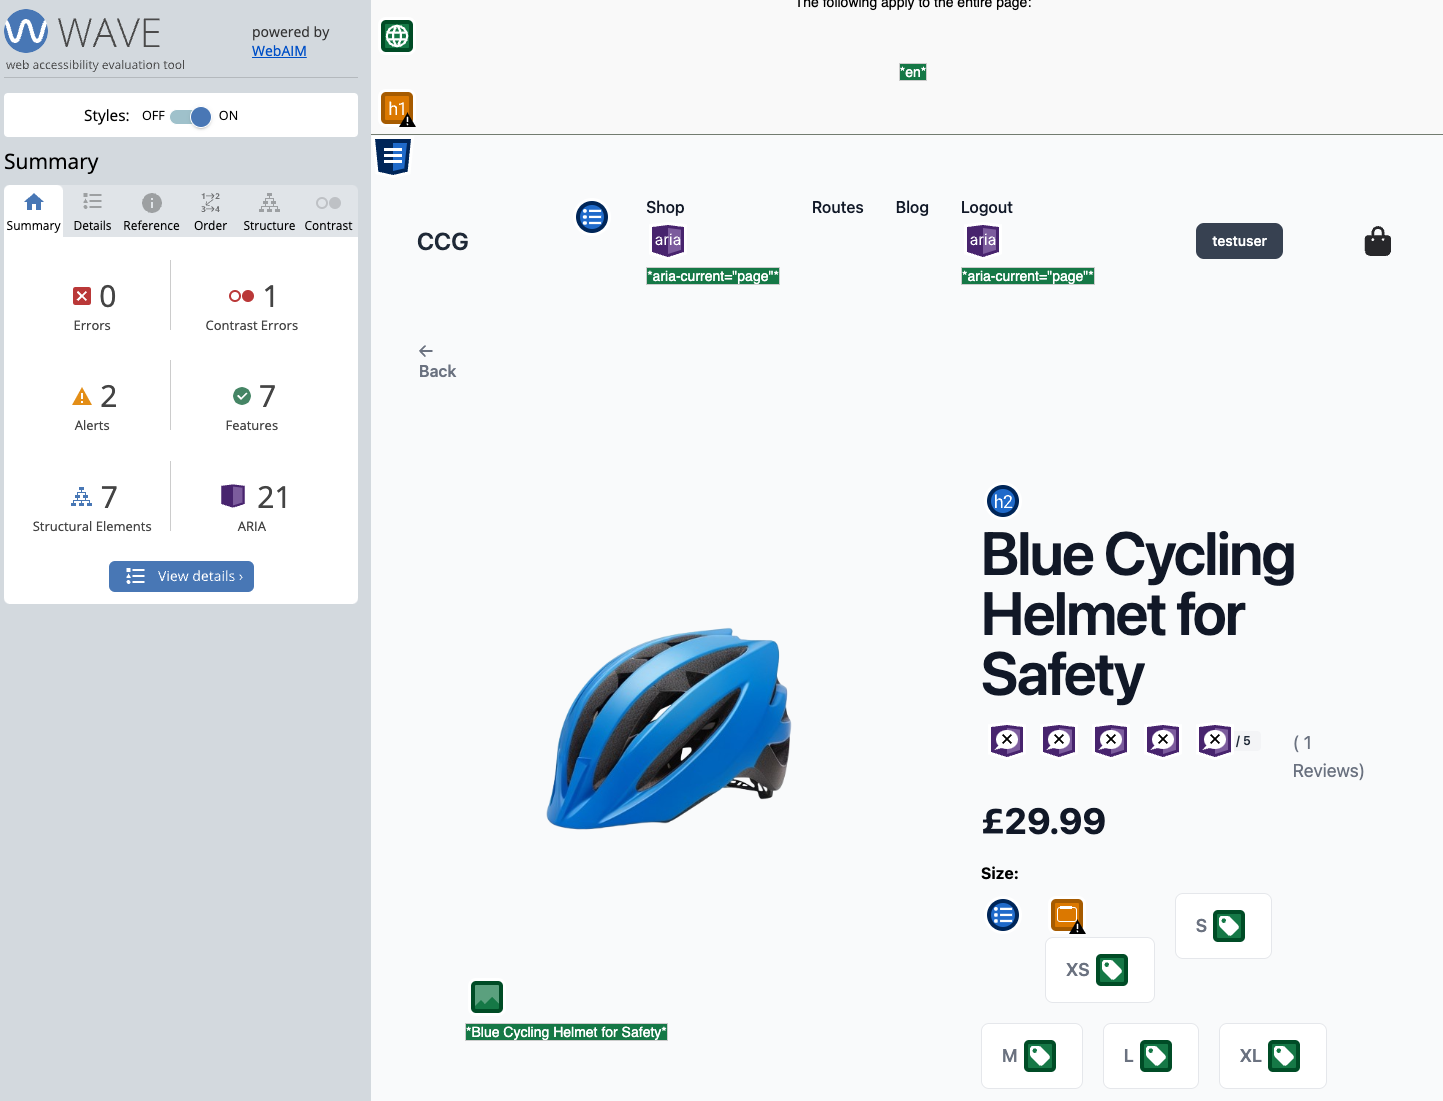 WAVE
powered by
WebAIM
web accessibility evaluation tool
Styles: OFF ON
Summary
Summary Details Reference Order Structure Contrast
1 2
3 4
0
Errors
1
Contrast Errors
2
Alerts
7
Features
7
Structural Elements
21
ARIA
View details ›
The following apply to the entire page:
*en*
h1
CCG
Shop
aria
*aria-current="page"*
Routes
Blog
Logout
aria
*aria-current="page"*
testuser
← Back
h2
Blue Cycling
Helmet for
Safety
/ 5
( 1
Reviews)
£29.99
Size:
XS
S
M
L
XL
*Blue Cycling Helmet for Safety*